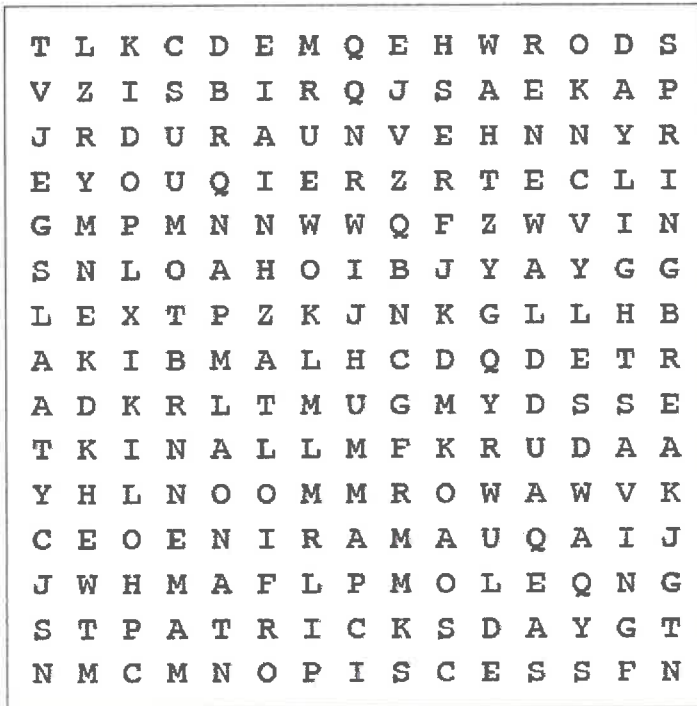 T L K C D E M Q E H W R O D S
V Z I S B I R Q J S A E K A P
J R D U R A U N V E H N N Y R
E Y O U Q I E R Z R T E C L I
G M P M N N W W Q F Z W V I N
S N L O A H O I B J Y A Y G G
L E X T P Z K J N K G L L H B
A K I B M A L H C D Q D E T R
A D K R L T M U G M Y D S S E
T K I N A L L M F K R U D A A
Y H L N O O M M R O W A W V K
C E O E N I R A M A U Q A I J
J W H M A F L P M O L E Q N G
S T P A T R I C K S D A Y G T
N M C M N O P I S C E S S F N